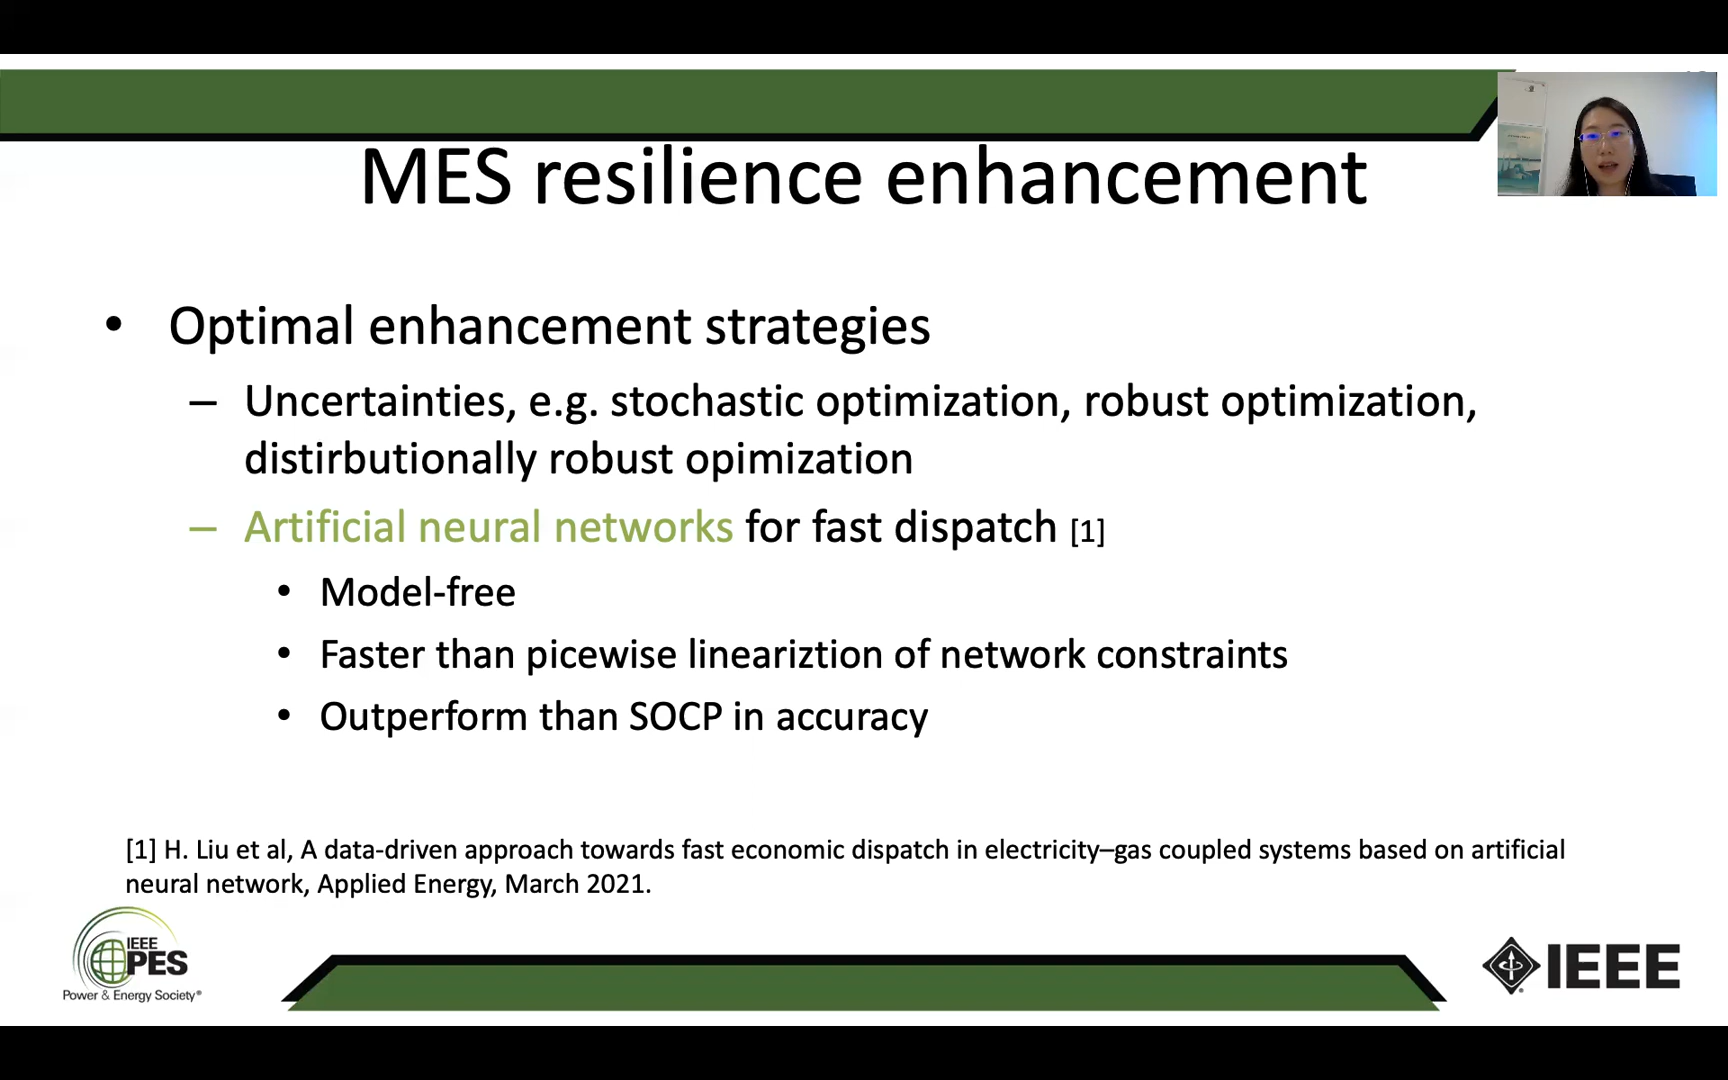 MES resilience enhancement
• Optimal enhancement strategies
– Uncertainties, e.g. stochastic optimization, robust optimization,
distirbutionally robust opimization
– Artificial neural networks for fast dispatch [1]
• Model-free
• Faster than picewise lineariztion of network constraints
• Outperform than SOCP in accuracy
[1] H. Liu et al, A data-driven approach towards fast economic dispatch in electricity–gas coupled systems based on artificial
neural network, Applied Energy, March 2021.
IEEE
PES
Power & Energy Society®
IEEE